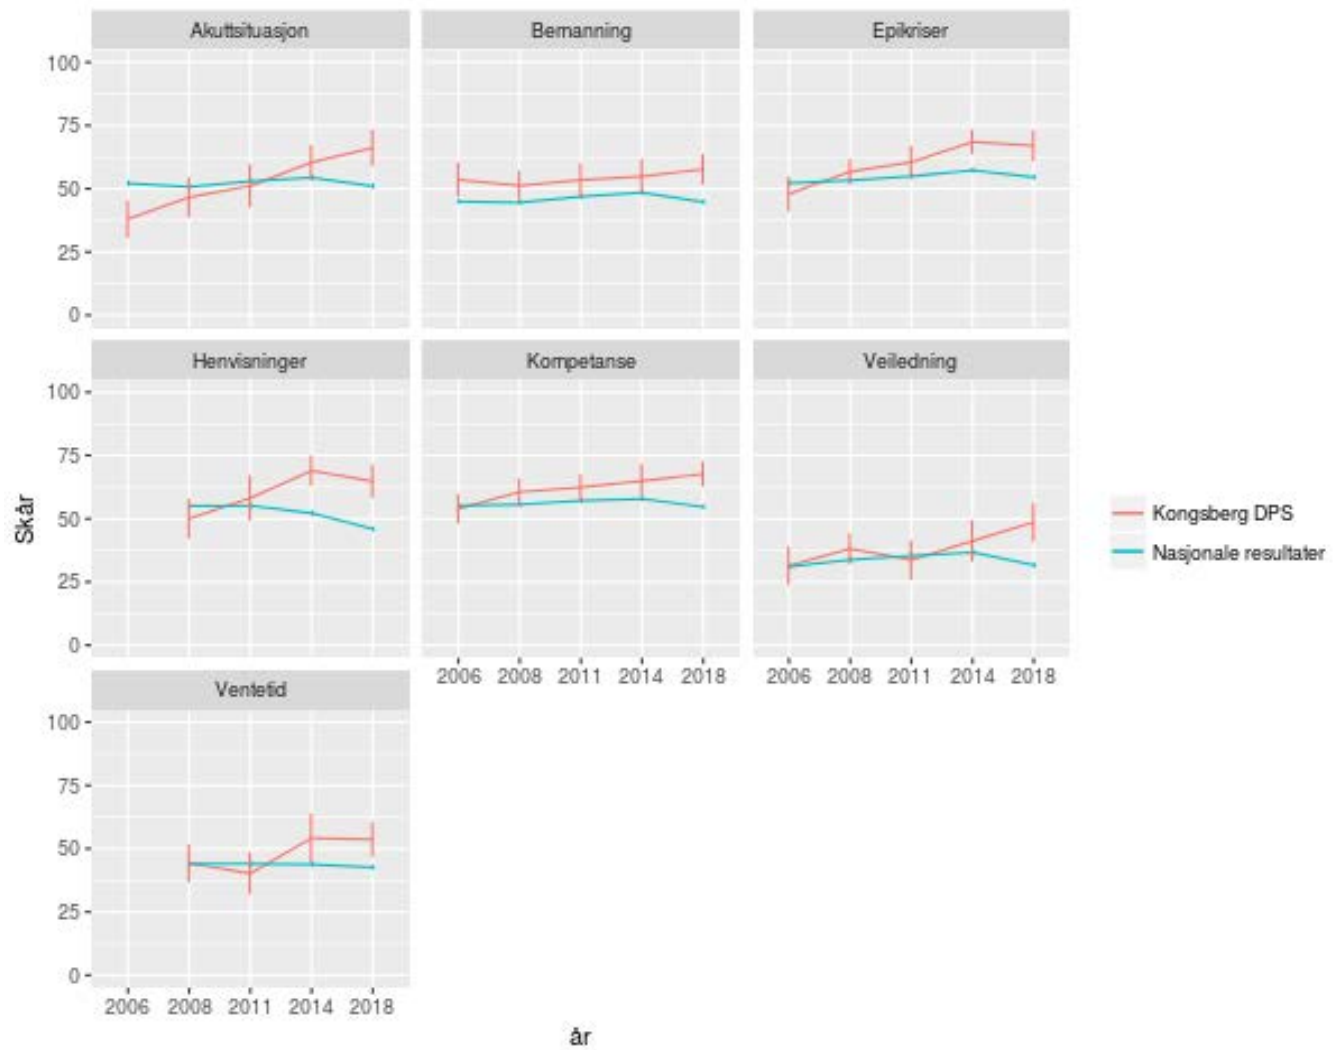 Akuttsituasjon
Bemanning
Epikriser
100
75
50
25
0
Henvisninger
Kompetanse
Veiledning
100
75
50
25
0
2006 2008 2011 2014 2018
2006 2008 2011 2014 2018
Ventetid
100
75
50
25
0
2006 2008 2011 2014 2018
Skår
år
Kongsberg DPS
Nasjonale resultater